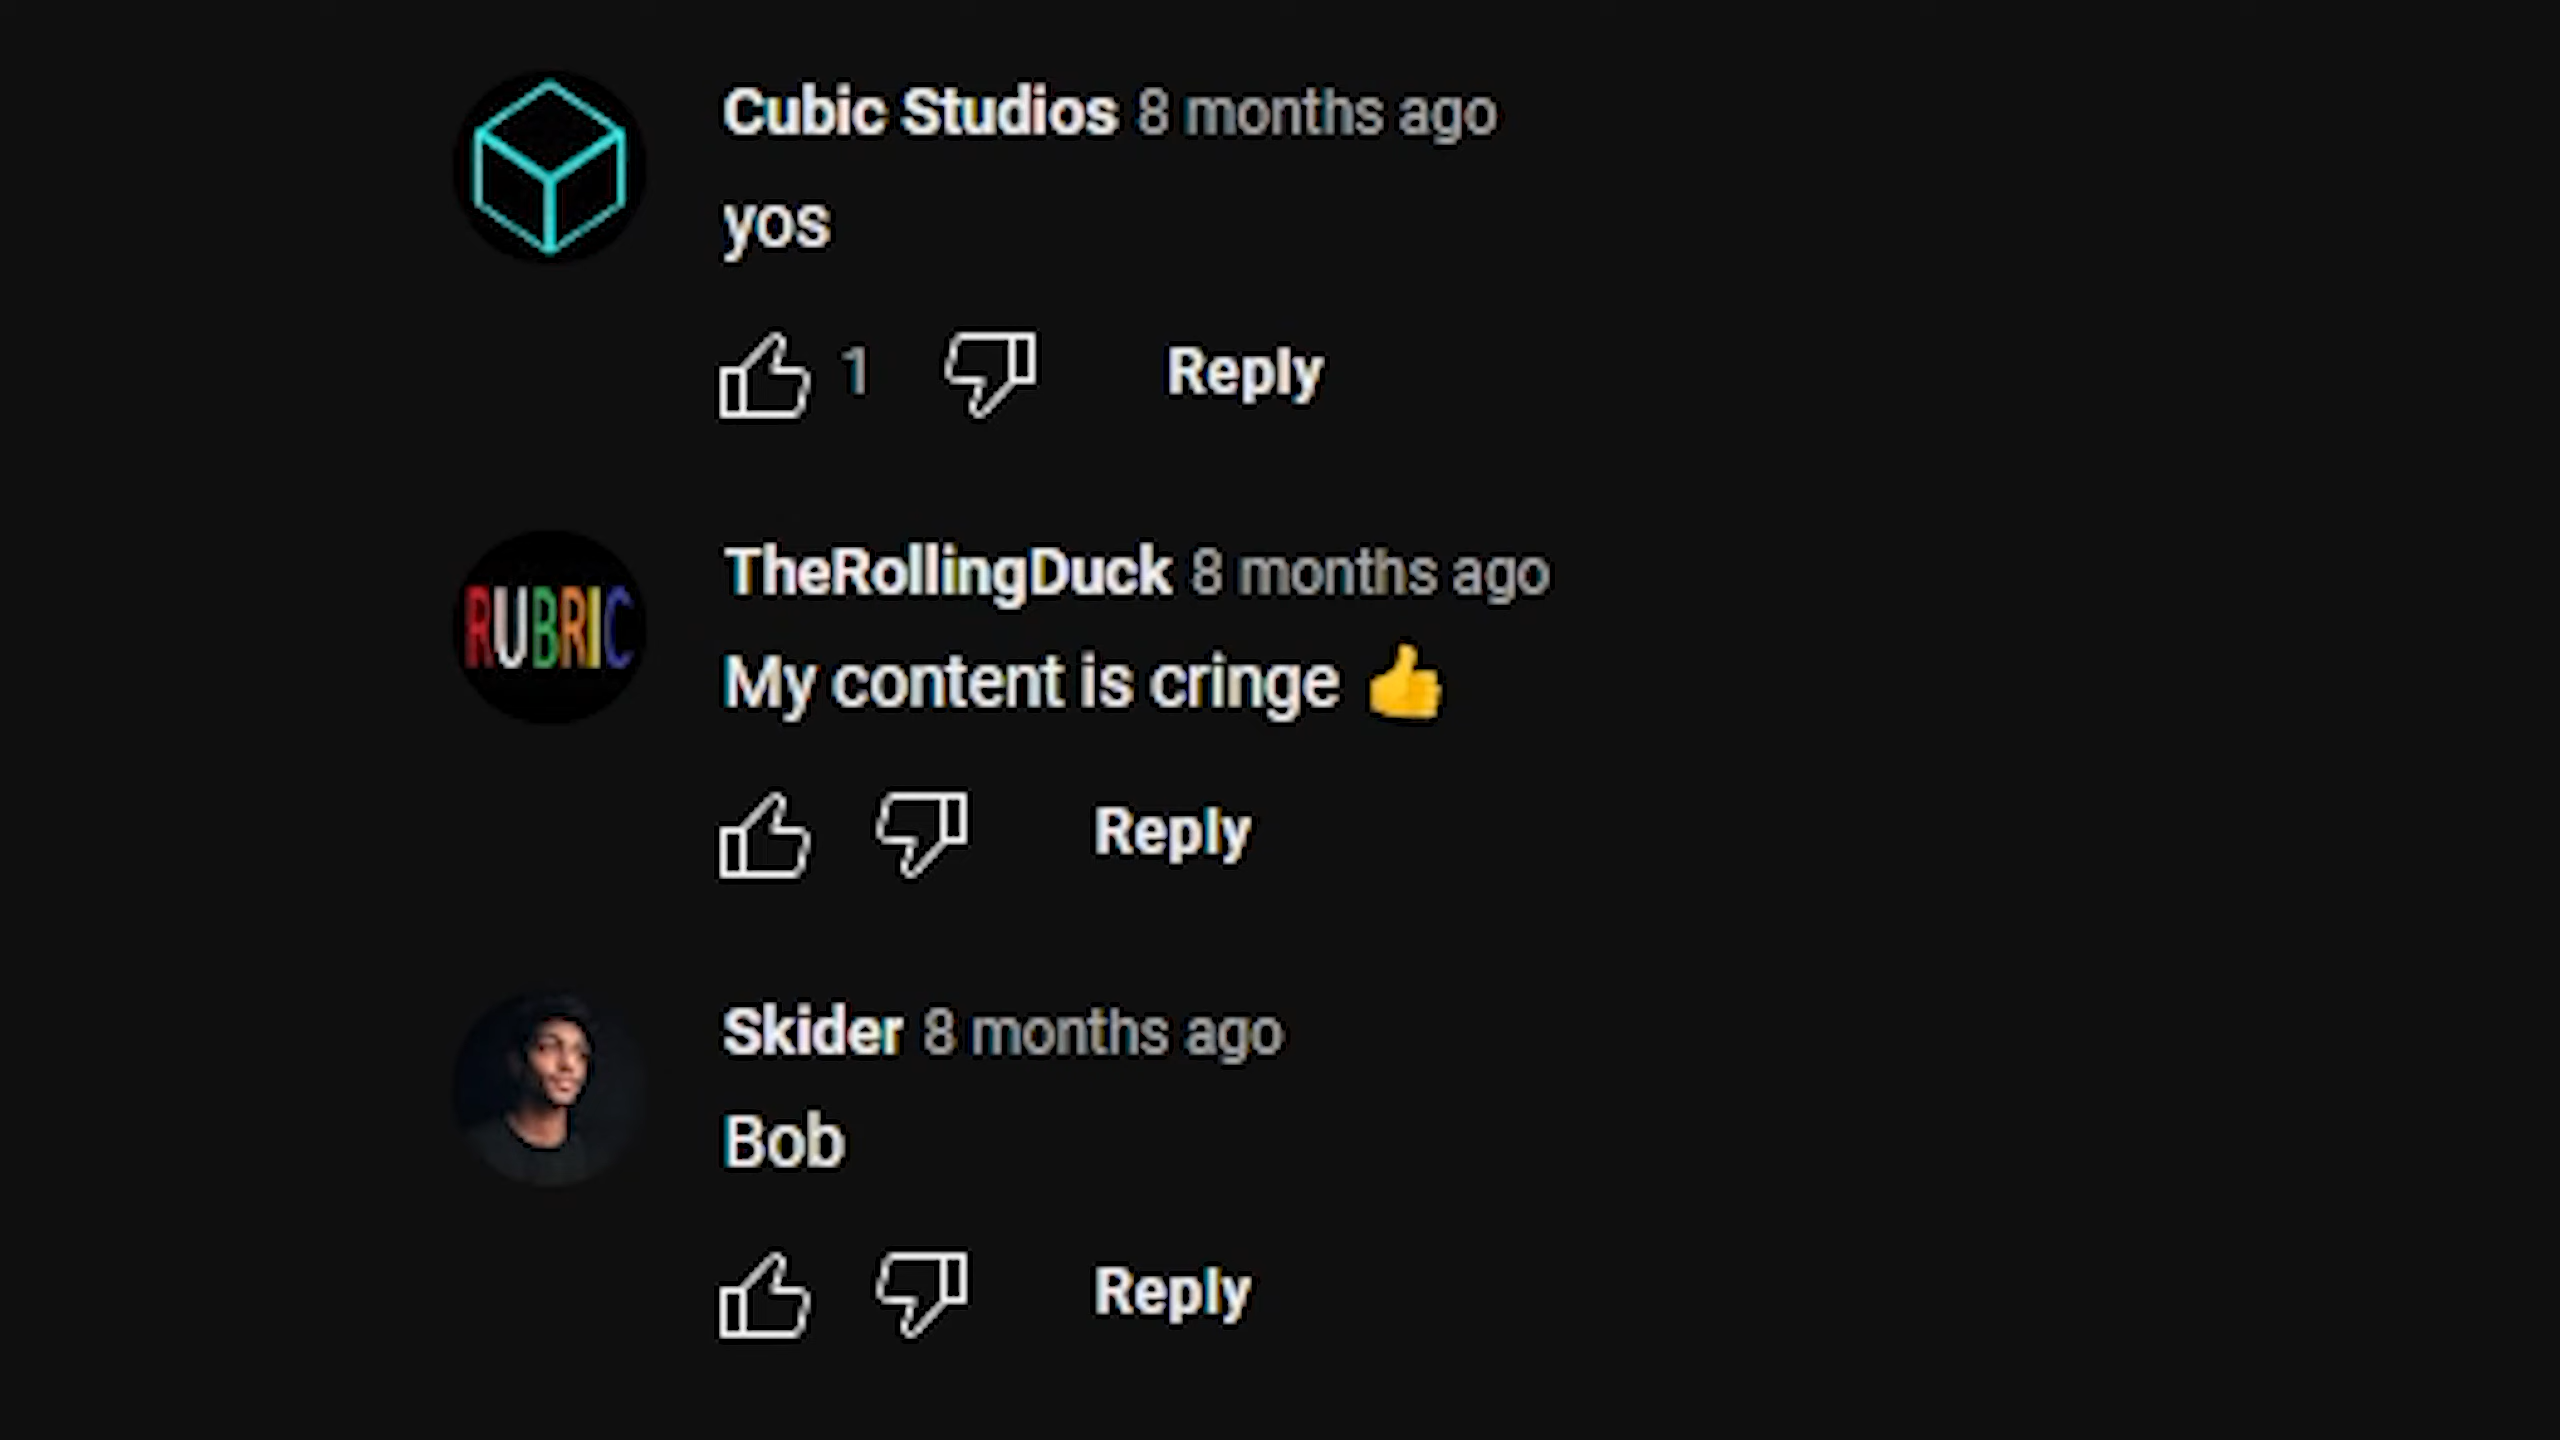 Cubic Studios 8 months ago
yos
1 Reply
RUBRIC
TheRollingDuck 8 months ago
My content is cringe 👍
Reply
Skider 8 months ago
Bob
Reply